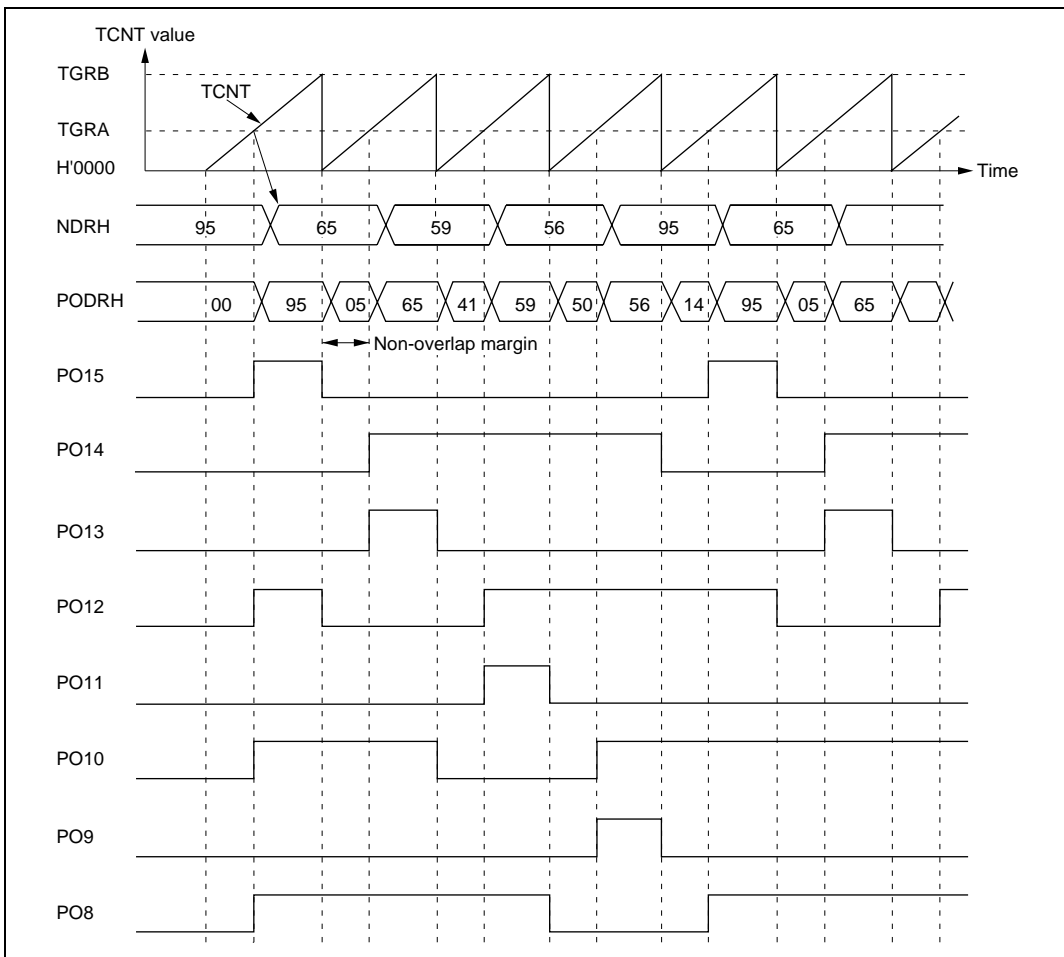 TCNT value
TGRB
TCNT
TGRA
H'0000
Time
NDRH
95 65 59 56 95 65
PODRH
00 95 05 65 41 59 50 56 14 95 05 65
Non-overlap margin
PO15
PO14
PO13
PO12
PO11
PO10
PO9
PO8